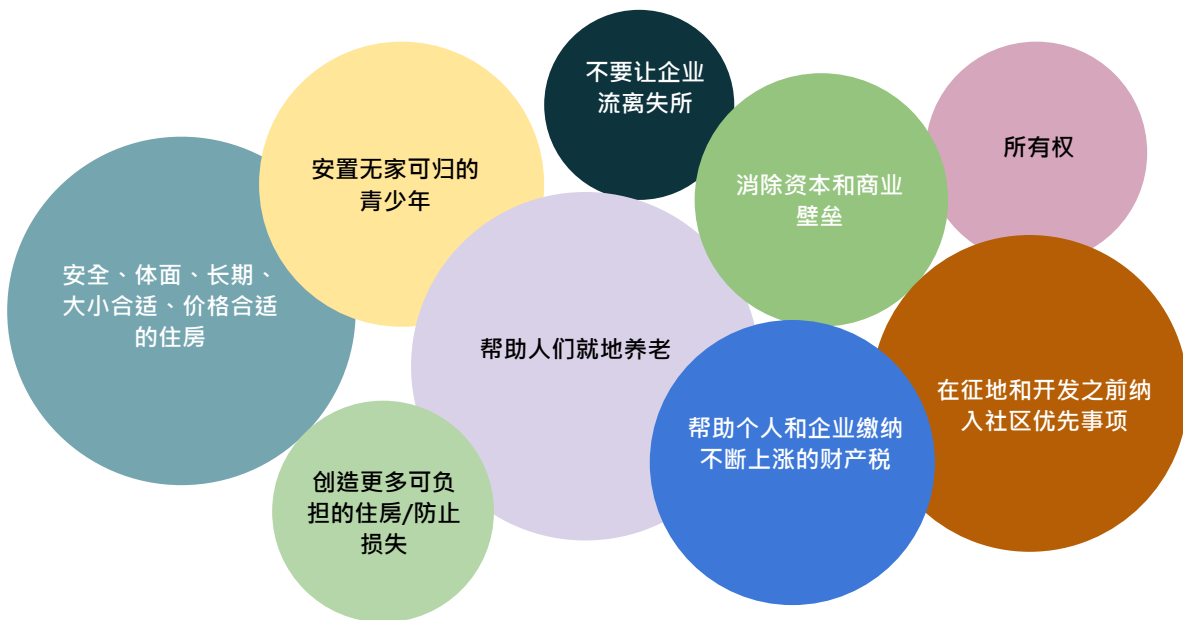 不要让企业
流离失所
安置无家可归的
青少年
消除资本和商业
壁垒
所有权
安全、体面、长期、
大小合适、价格合适
的住房
帮助人们就地养老
在征地和开发之前纳
入社区优先事项
帮助个人和企业缴纳
不断上涨的财产税
创造更多可负
担的住房/防止
损失